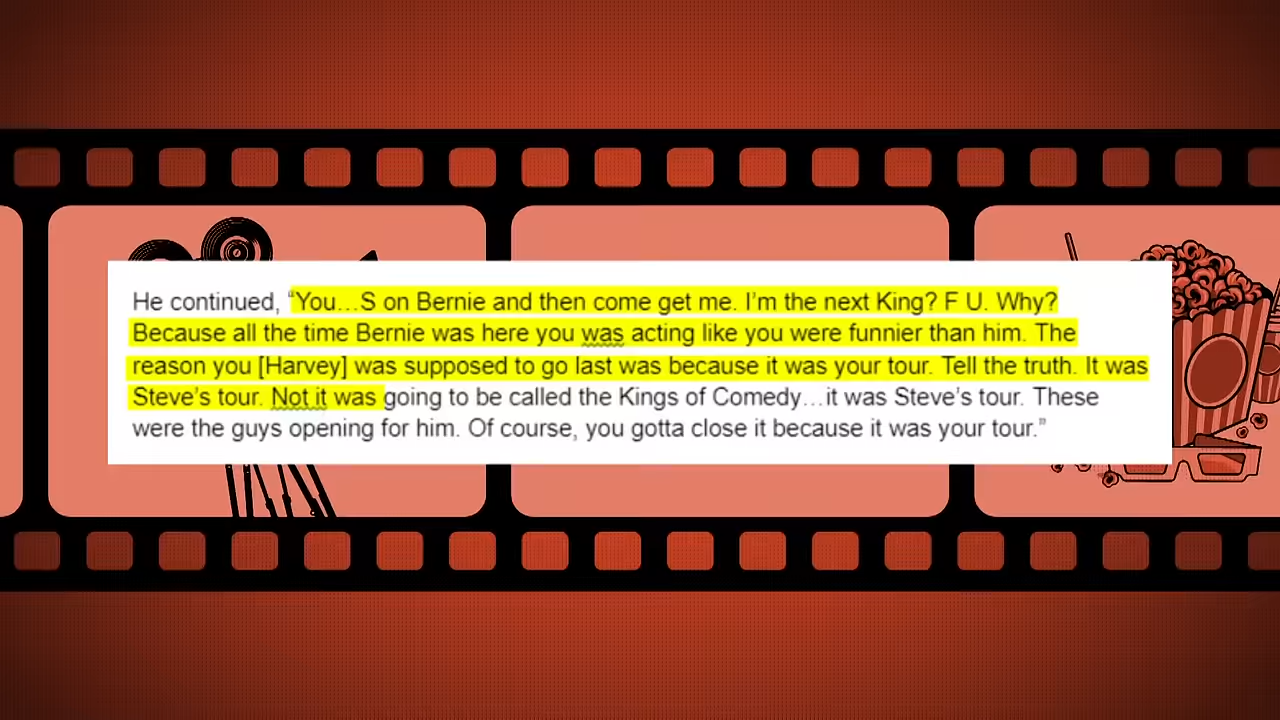 He continued, “You…S on Bernie and then come get me. I’m the next King? F U. Why?
Because all the time Bernie was here you was acting like you were funnier than him. The
reason you [Harvey] was supposed to go last was because it was your tour. Tell the truth. It was
Steve’s tour. Not it was going to be called the Kings of Comedy…it was Steve’s tour. These
were the guys opening for him. Of course, you gotta close it because it was your tour.”